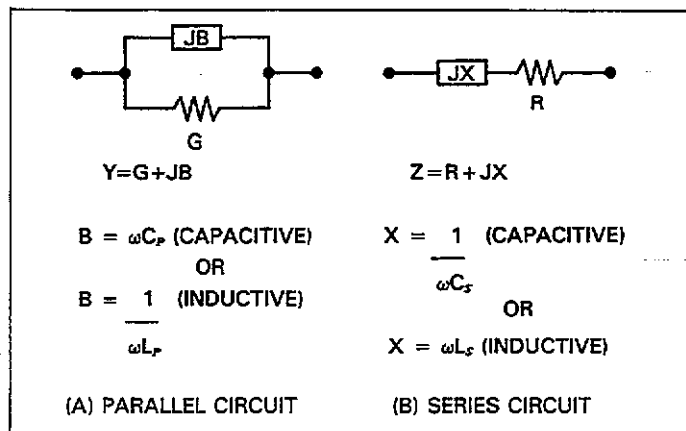 JB
G
Y=G+JB
B = ωCₚ (CAPACITIVE)
OR
B = 1 (INDUCTIVE)
ωLₚ
(A) PARALLEL CIRCUIT
JX
R
Z=R+JX
X = 1 (CAPACITIVE)
ωCₛ
OR
X = ωLₛ (INDUCTIVE)
(B) SERIES CIRCUIT